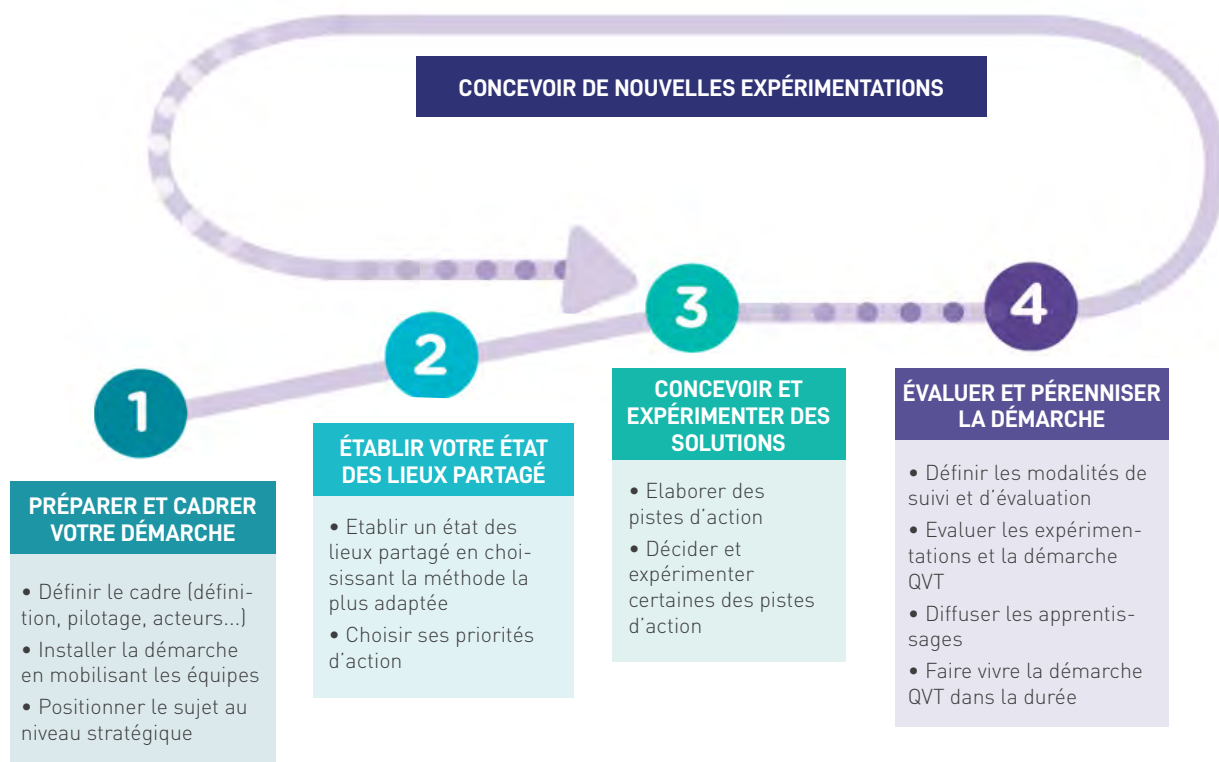 CONCEVOIR DE NOUVELLES EXPÉRIMENTATIONS
1
PRÉPARER ET CADRER
VOTRE DÉMARCHE
• Définir le cadre (défini-
tion, pilotage, acteurs...)
• Installer la démarche
en mobilisant les équipes
• Positionner le sujet au
niveau stratégique
2
ÉTABLIR VOTRE ÉTAT
DES LIEUX PARTAGÉ
• Etablir un état des
lieux partagé en choi-
sissant la méthode la
plus adaptée
• Choisir ses priorités
d'action
3
CONCEVOIR ET
EXPÉRIMENTER DES
SOLUTIONS
• Elaborer des
pistes d'action
• Décider et
expérimenter
certaines des pistes
d'action
4
ÉVALUER ET PÉRENNISER
LA DÉMARCHE
• Définir les modalités de
suivi et d'évaluation
• Evaluer les expérimen-
tations et la démarche
QVT
• Diffuser les apprentis-
sages
• Faire vivre la démarche
QVT dans la durée